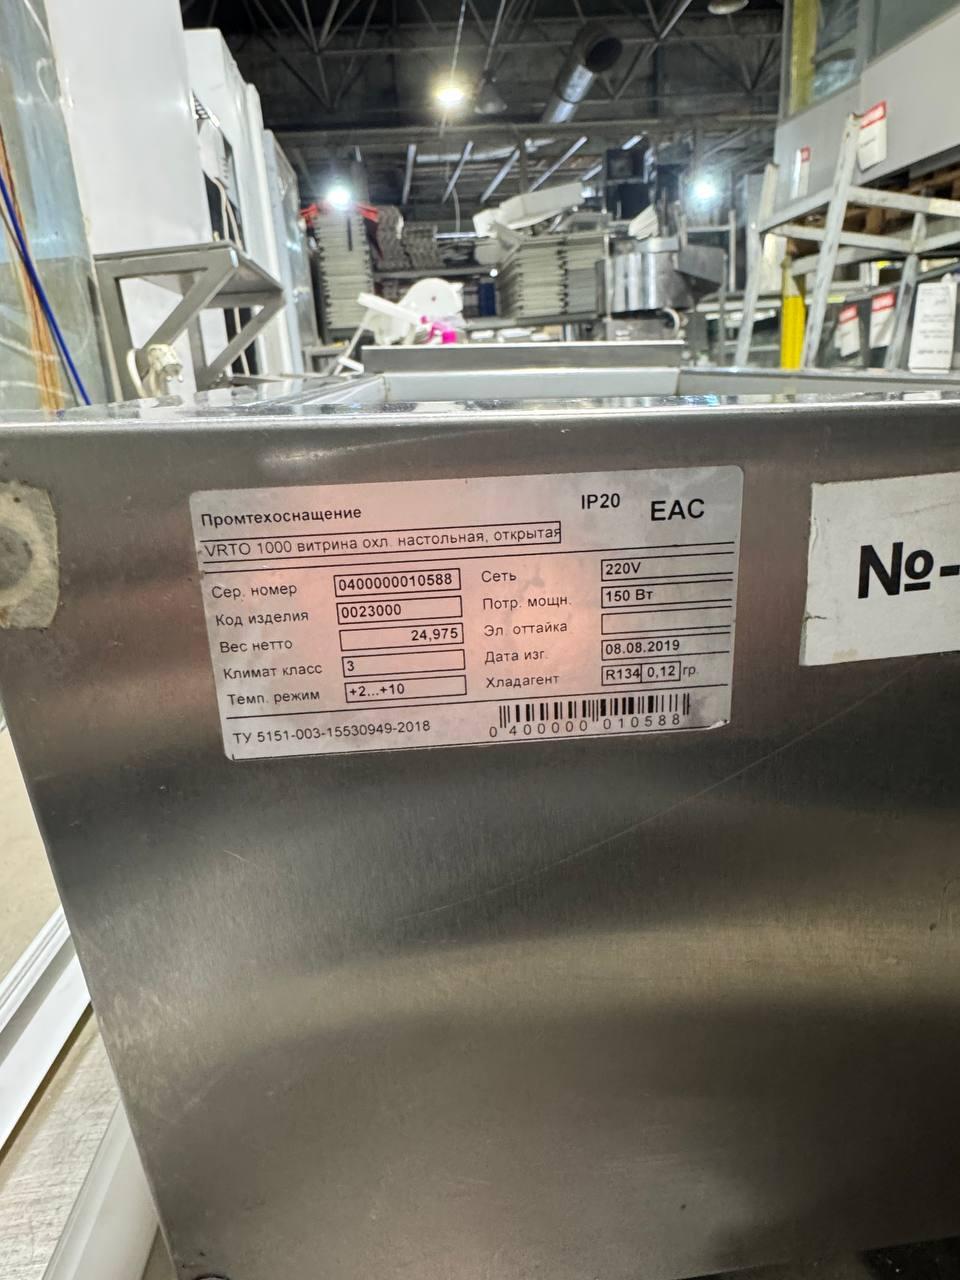 Промтехоснащение
IP20
EAC
VRTO 1000 витрина охл. настольная, открытая
Сер. номер 0400000010588
Код изделия 0023000
Вес нетто 24,975
Климат класс 3
Темп. режим +2...+10
Сеть 220V
Потр. мощн. 150 Вт
Эл. оттайка
Дата изг. 08.08.2019
Хладагент R134 0,12 гр.
ТУ 5151-003-15530949-2018
0 400000 010588
№-